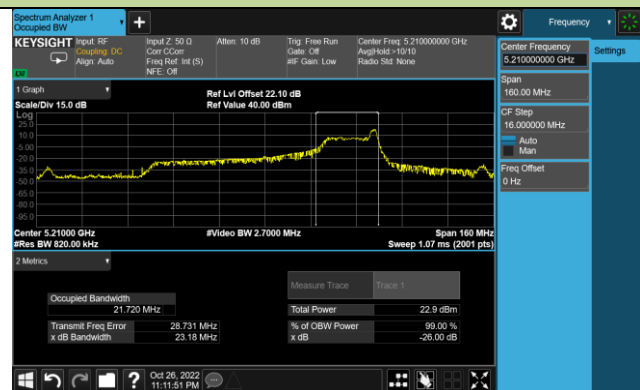 Spectrum Analyzer 1
Occupied BW
+
Frequency
KEYSIGHT
Input: RF
Coupling: DC
Align: Auto
Input Z: 50 Ω
Corr CCorr
Freq Ref: Int (S)
NFE: Off
Atten: 10 dB
Trig: Free Run
Gate: Off
#IF Gain: Low
Center Freq: 5.210000000 GHz
Avg|Hold:>10/10
Radio Std: None
Center Frequency
5.210000000 GHz
Settings
Span
160.00 MHz
CF Step
16.000000 MHz
Auto
Man
Freq Offset
0 Hz
1 Graph
Scale/Div 15.0 dB
Ref Lvl Offset 22.10 dB
Ref Value 40.00 dBm
Log
25.0
10.0
-5.00
-20.0
-35.0
-50.0
-65.0
-80.0
-95.0
Center 5.21000 GHz
#Res BW 820.00 kHz
#Video BW 2.7000 MHz
Span 160 MHz
Sweep 1.07 ms (2001 pts)
2 Metrics
Measure Trace
Trace 1
Occupied Bandwidth
21.720 MHz
Total Power
22.9 dBm
Transmit Freq Error
28.731 MHz
% of OBW Power
99.00 %
x dB Bandwidth
23.18 MHz
x dB
-26.00 dB
?
Oct 26, 2022
11:11:51 PM